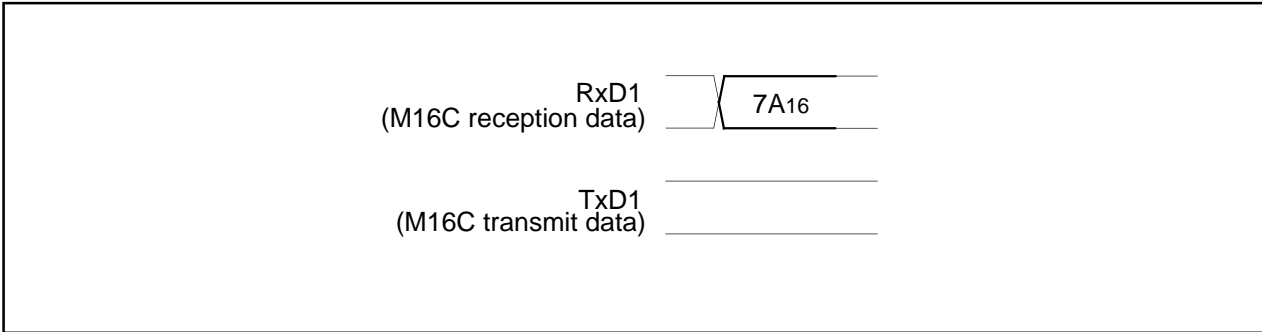 RxD1
(M16C reception data)
7A16
TxD1
(M16C transmit data)